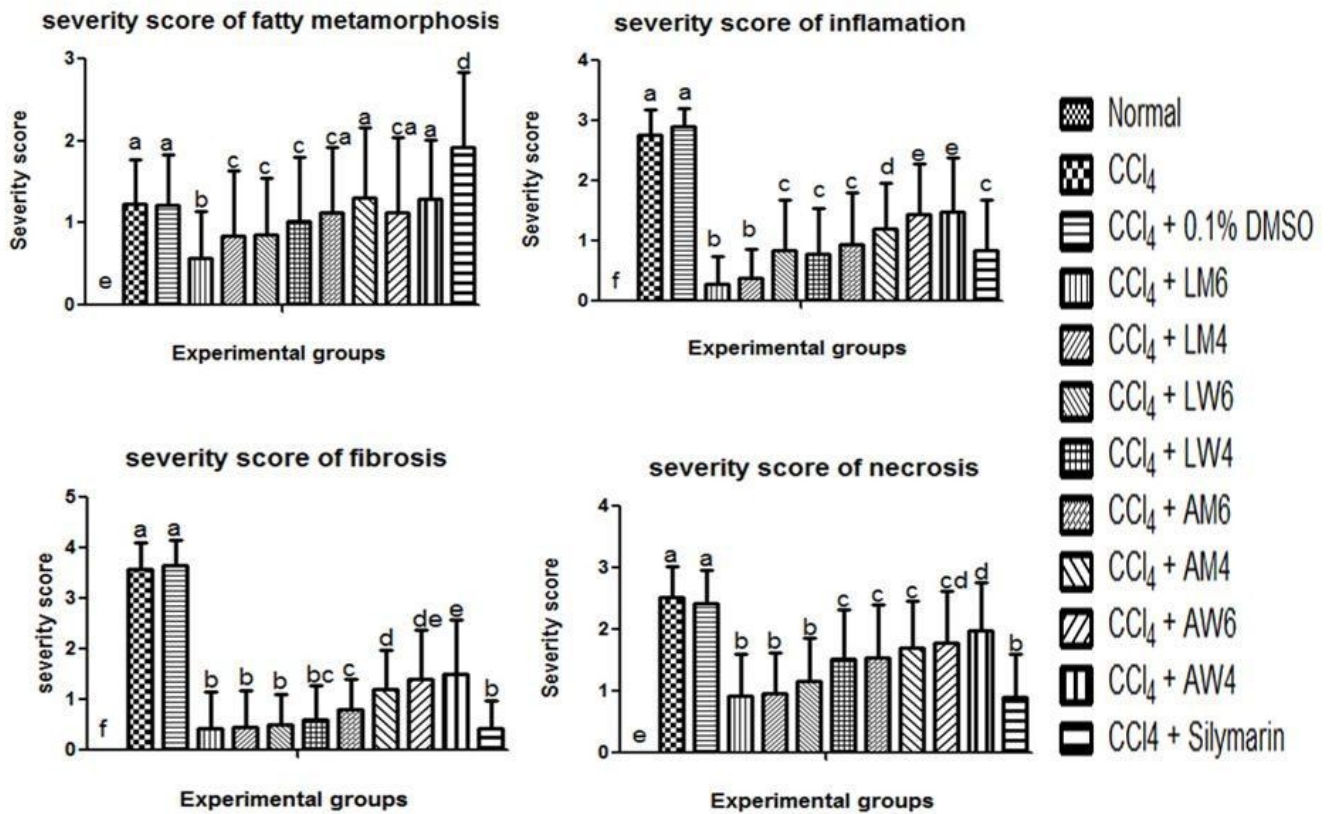 severity score of fatty metamorphosis
3
2
1
0
Severity score
e
a
a
b
c
c
c
ca
a
ca
a
d
Experimental groups
severity score of inflamation
4
3
2
1
0
Severity score
f
a
a
b
b
c
c
c
d
e
e
c
Experimental groups
severity score of fibrosis
5
4
3
2
1
0
severity score
f
a
a
b
b
b
bc
c
d
de
e
b
Experimental groups
severity score of necrosis
4
3
2
1
0
Severity score
e
a
a
b
b
b
c
c
c
cd
d
b
Experimental groups
Normal
CCl₄
CCl₄ + 0.1% DMSO
CCl₄ + LM6
CCl₄ + LM4
CCl₄ + LW6
CCl₄ + LW4
CCl₄ + AM6
CCl₄ + AM4
CCl₄ + AW6
CCl₄ + AW4
CCl4 + Silymarin